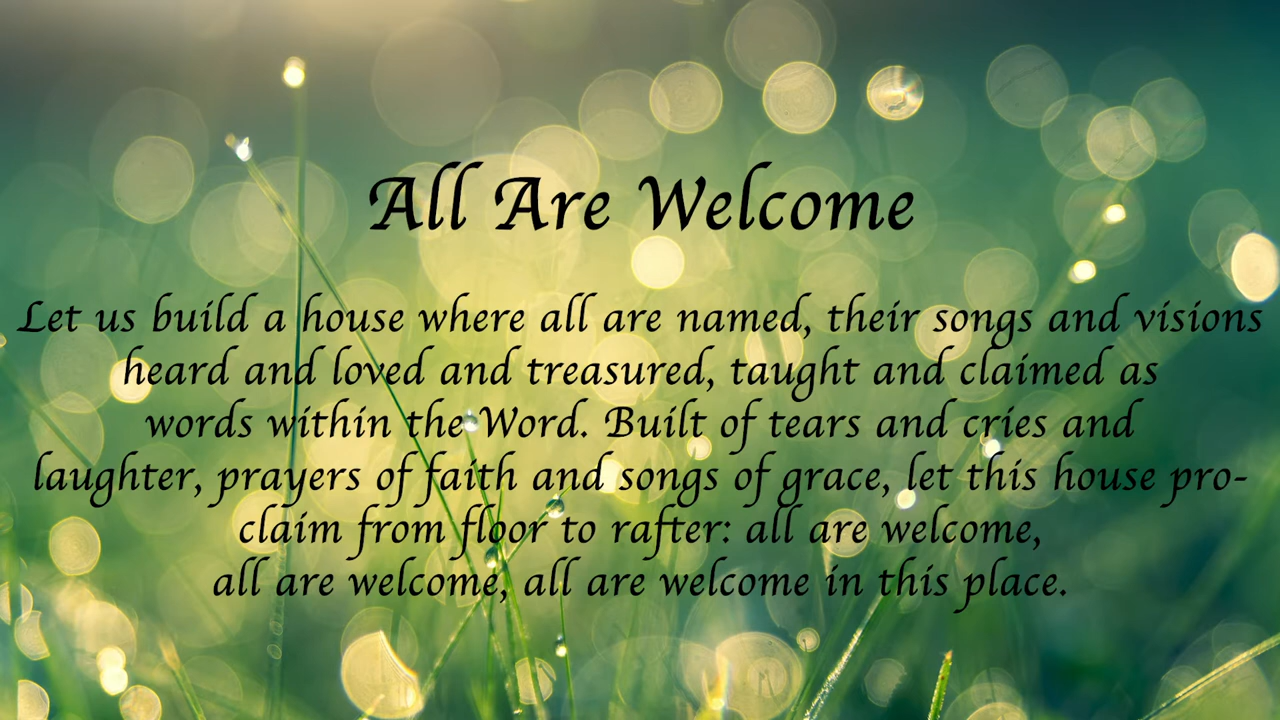 All Are Welcome
Let us build a house where all are named, their songs and visions
heard and loved and treasured, taught and claimed as
words within the Word. Built of tears and cries and
laughter, prayers of faith and songs of grace, let this house pro-
claim from floor to rafter: all are welcome,
all are welcome, all are welcome in this place.